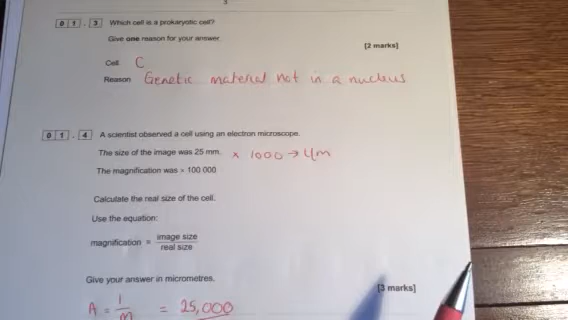 3
0 1 . 3 Which cell is a prokaryotic cell?
Give one reason for your answer.
[2 marks]
Cell C
Reason Genetic material not in a nucleus
0 1 . 4 A scientist observed a cell using an electron microscope.
The size of the image was 25 mm. × 1000 → μm
The magnification was × 100 000
Calculate the real size of the cell.
Use the equation:
magnification = image size
real size
Give your answer in micrometres.
[3 marks]
A = I = 25,000
m